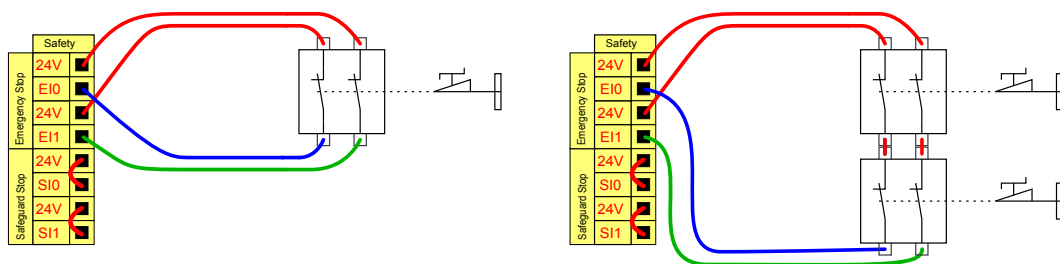 Safety
Emergency Stop
24V
EI0
24V
EI1
Safeguard Stop
24V
SI0
24V
SI1
Safety
Emergency Stop
24V
EI0
24V
EI1
Safeguard Stop
24V
SI0
24V
SI1